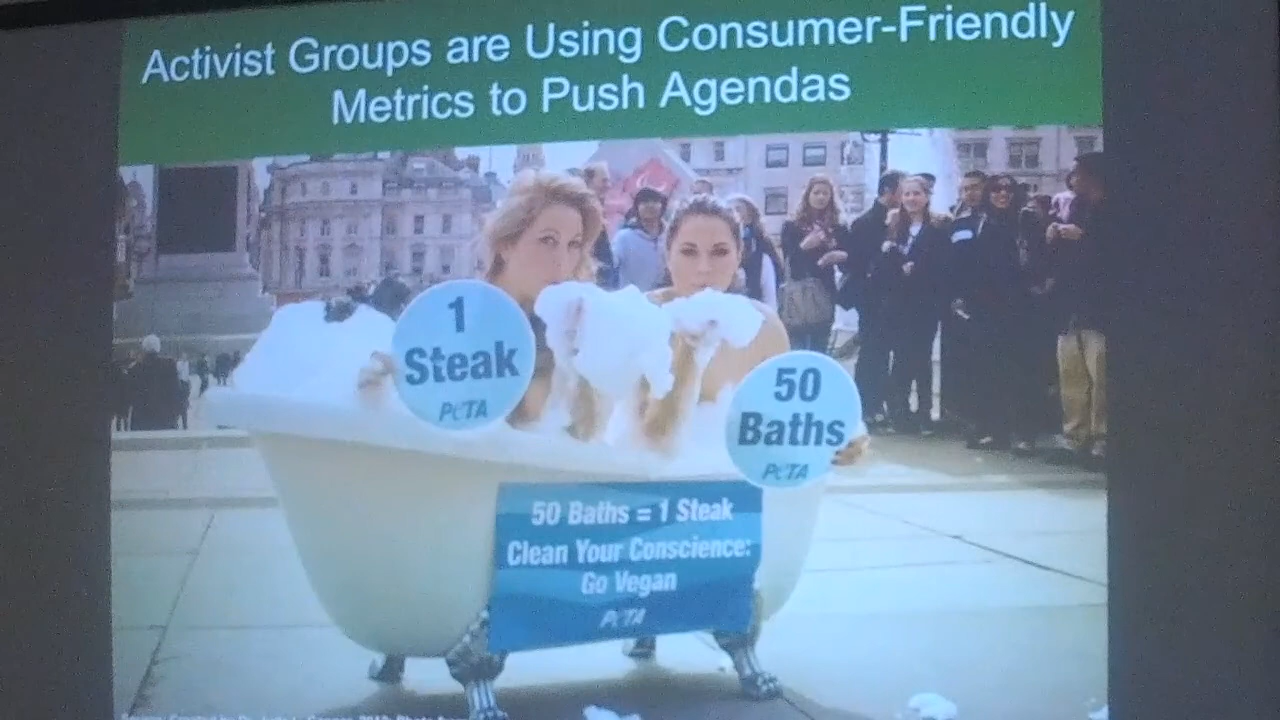 Activist Groups are Using Consumer-Friendly
Metrics to Push Agendas
1
Steak
PETA
50
Baths
PETA
50 Baths = 1 Steak
Clean Your Conscience:
Go Vegan
PETA